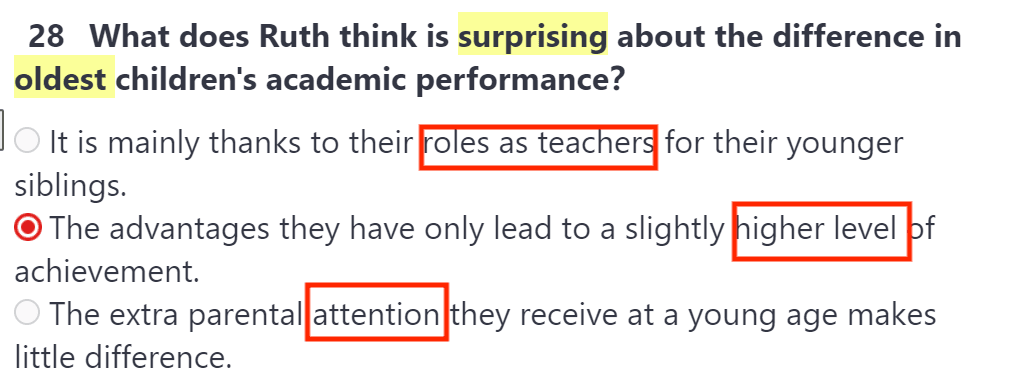 28 What does Ruth think is surprising about the difference in
oldest children's academic performance?
It is mainly thanks to their roles as teachers for their younger
siblings.
The advantages they have only lead to a slightly higher level of
achievement.
The extra parental attention they receive at a young age makes
little difference.